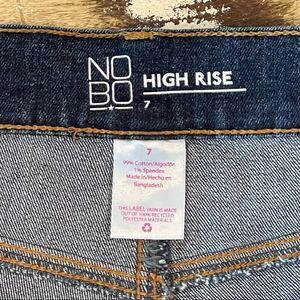 NO
BO
HIGH RISE
7
7
99% Cotton/Algodón
1% Spandex
Made in/Hecho en
Bangladesh
THIS LABEL YARN IS MADE
OUT OF 100% RECYCLED
POLYESTER MATERIALS